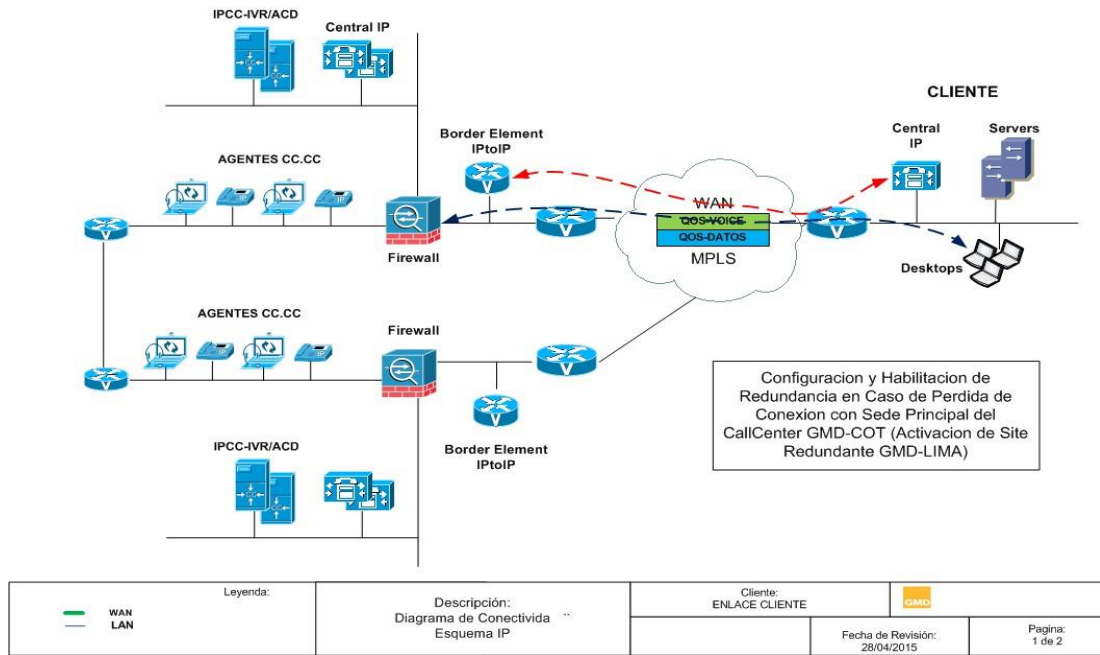 IPCC-IVR/ACD
Central IP
CLIENTE
Border Element
IPtoIP
Central
IP
Servers
AGENTES CC.CC
V
V
V
WAN
QOS-VOICE
QOS-DATOS
MPLS
Firewall
Desktops
AGENTES CC.CC
Firewall
V
V
Border Element
IPtoIP
IPCC-IVR/ACD
Configuracion y Habilitacion de
Redundancia en Caso de Perdida de
Conexion con Sede Principal del
CallCenter GMD-COT (Activacion de Site
Redundante GMD-LIMA)
Leyenda:
WAN
LAN
Descripción:
Diagrama de Conectivida
Esquema IP
Cliente:
ENLACE CLIENTE
GMD
Fecha de Revisión:
28/04/2015
Pagina:
1 de 2